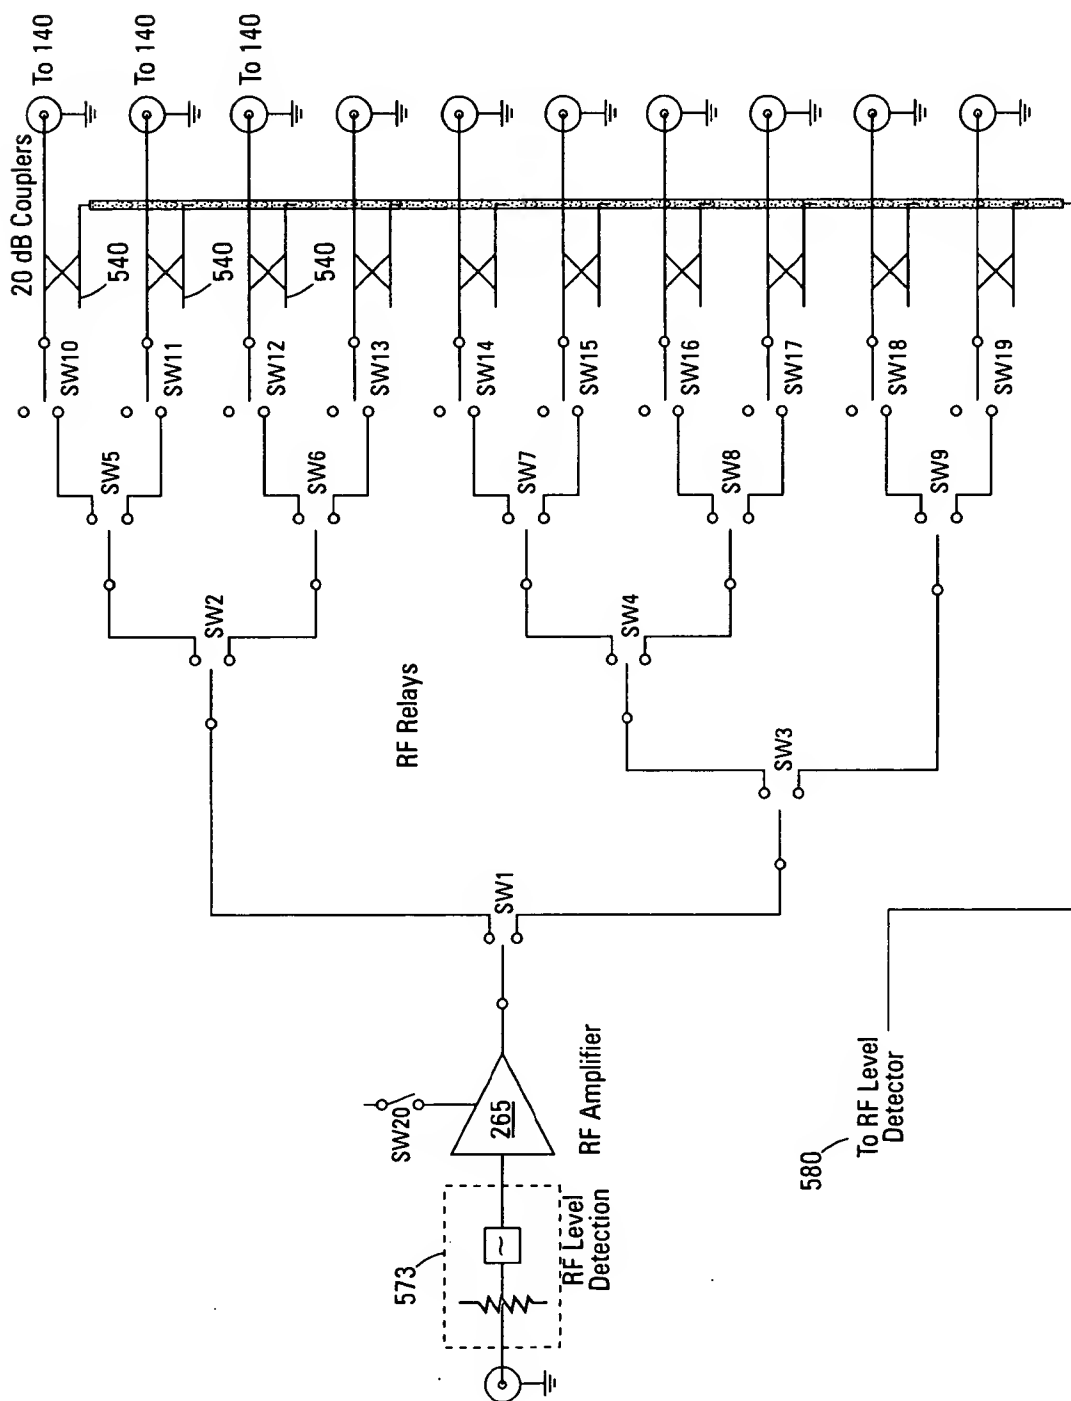 20 dB Couplers
To 140
To 140
To 140
540
540
540
SW10
SW11
SW12
SW13
SW14
SW15
SW16
SW17
SW18
SW19
SW5
SW6
SW7
SW8
SW9
SW2
SW4
RF Relays
SW3
SW1
SW20
265
RF Amplifier
573
RF Level
Detection
580
To RF Level
Detector